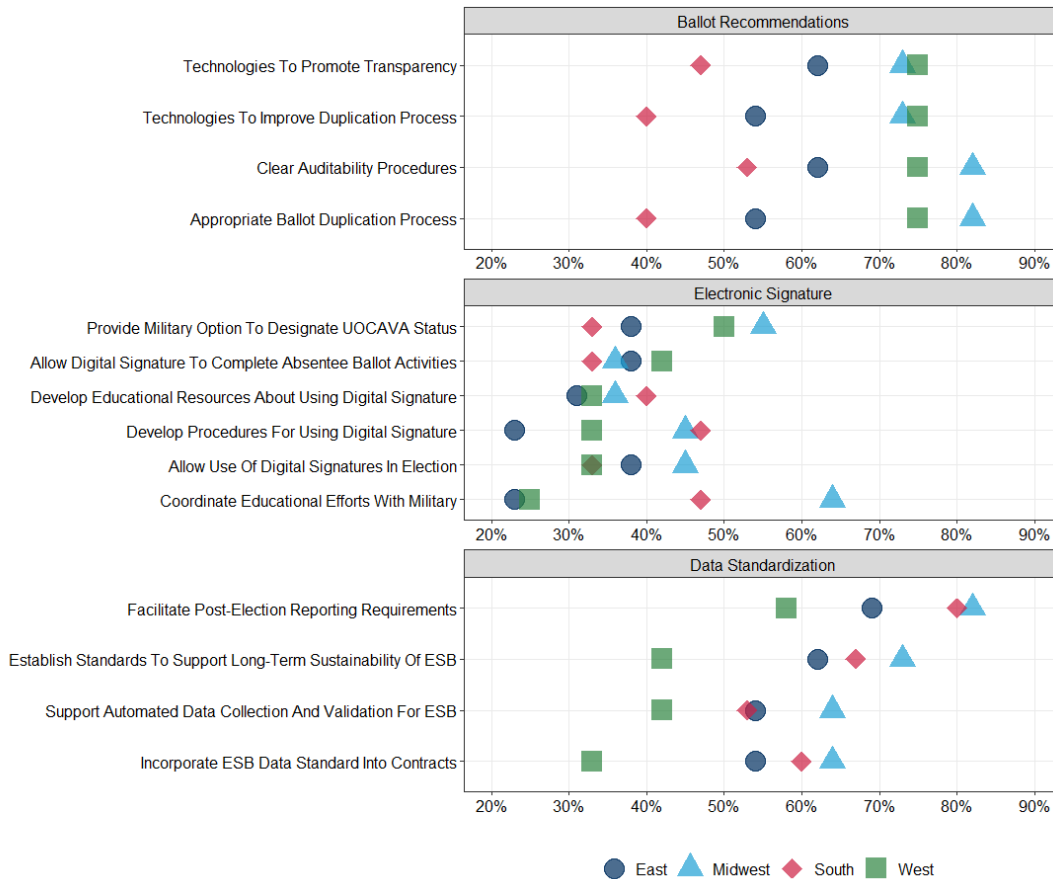 Ballot Recommendations
Technologies To Promote Transparency
Technologies To Improve Duplication Process
Clear Auditability Procedures
Appropriate Ballot Duplication Process
20% 30% 40% 50% 60% 70% 80% 90%
Electronic Signature
Provide Military Option To Designate UOCAVA Status
Allow Digital Signature To Complete Absentee Ballot Activities
Develop Educational Resources About Using Digital Signature
Develop Procedures For Using Digital Signature
Allow Use Of Digital Signatures In Election
Coordinate Educational Efforts With Military
20% 30% 40% 50% 60% 70% 80% 90%
Data Standardization
Facilitate Post-Election Reporting Requirements
Establish Standards To Support Long-Term Sustainability Of ESB
Support Automated Data Collection And Validation For ESB
Incorporate ESB Data Standard Into Contracts
20% 30% 40% 50% 60% 70% 80% 90%
East Midwest South West